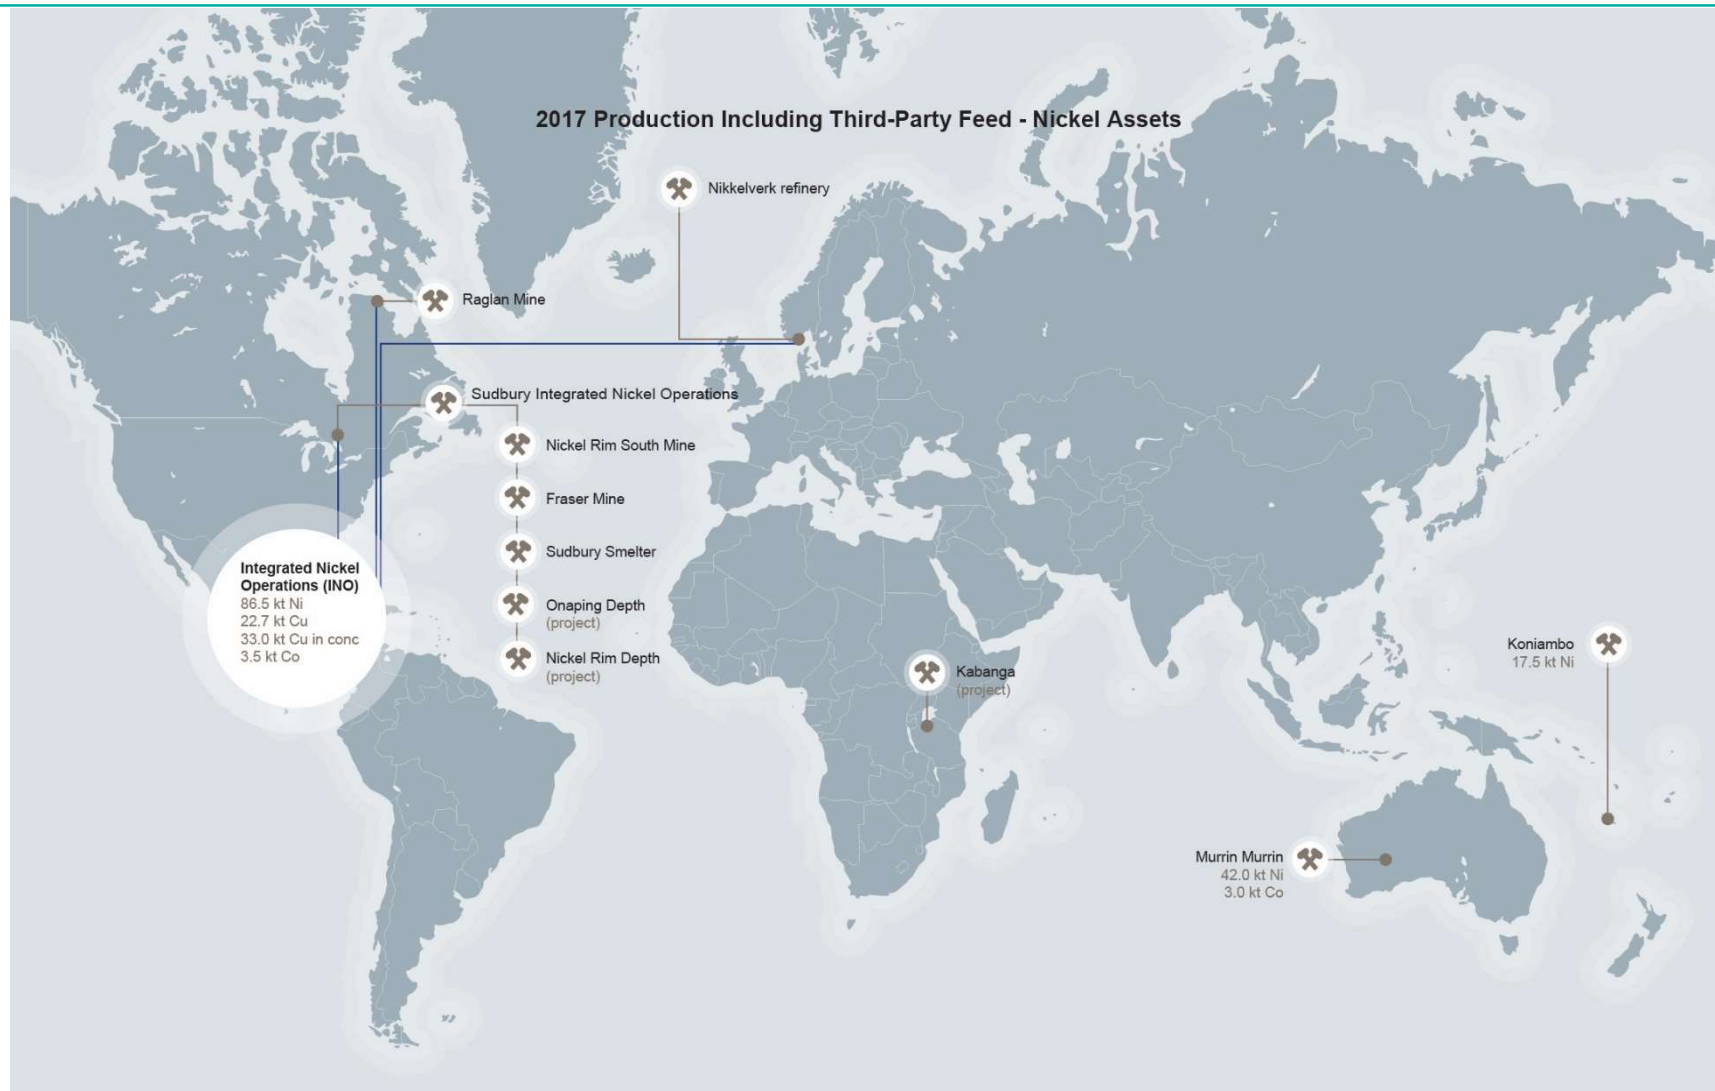 2017 Production Including Third-Party Feed - Nickel Assets
Nikkelverk refinery
Raglan Mine
Sudbury Integrated Nickel Operations
Nickel Rim South Mine
Fraser Mine
Sudbury Smelter
Onaping Depth
(project)
Nickel Rim Depth
(project)
Integrated Nickel
Operations (INO)
86.5 kt Ni
22.7 kt Cu
33.0 kt Cu in conc
3.5 kt Co
Kabanga
(project)
Koniambo
17.5 kt Ni
Murrin Murrin
42.0 kt Ni
3.0 kt Co